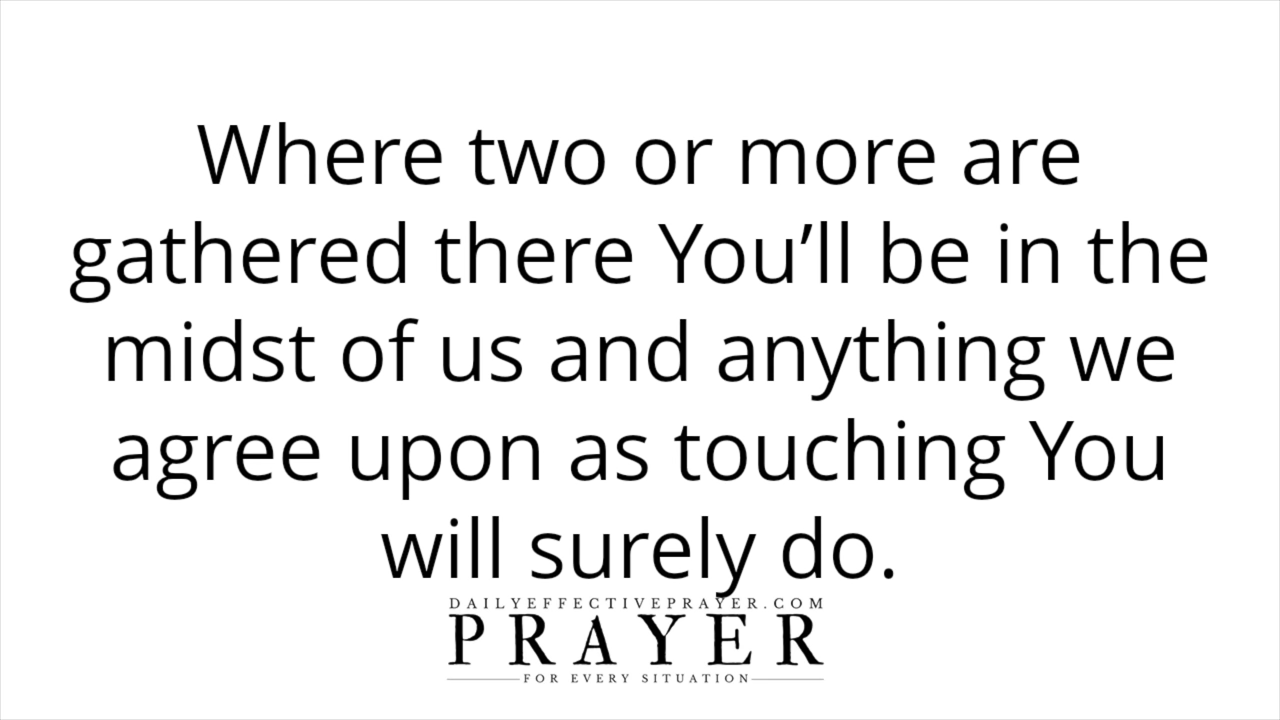 Where two or more are
gathered there You’ll be in the
midst of us and anything we
agree upon as touching You
will surely do.
DAILYEFFECTIVEPRAYER.COM
PRAYER
FOR EVERY SITUATION